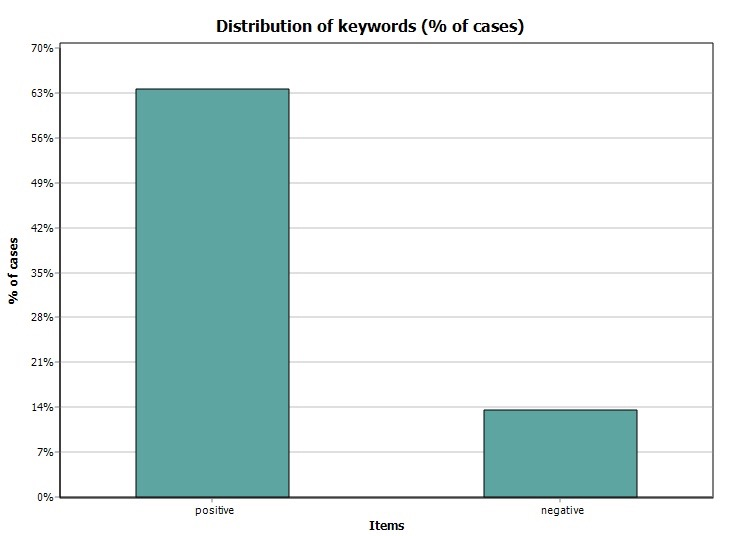 Distribution of keywords (% of cases)
70%
63%
56%
49%
42%
35%
28%
21%
14%
7%
0%
% of cases
positive
negative
Items